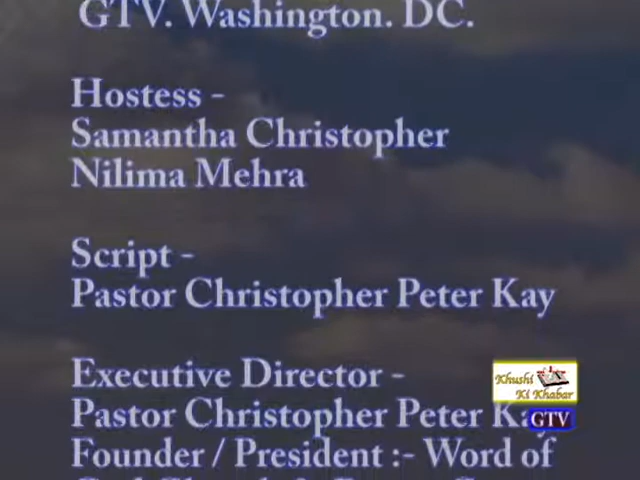 GTV. Washington. DC.
Hostess -
Samantha Christopher
Nilima Mehra
Script -
Pastor Christopher Peter Kay
Executive Director -
Pastor Christopher Peter Kay
Founder / President :- Word of
Khushi
Ki Khabar
GTV